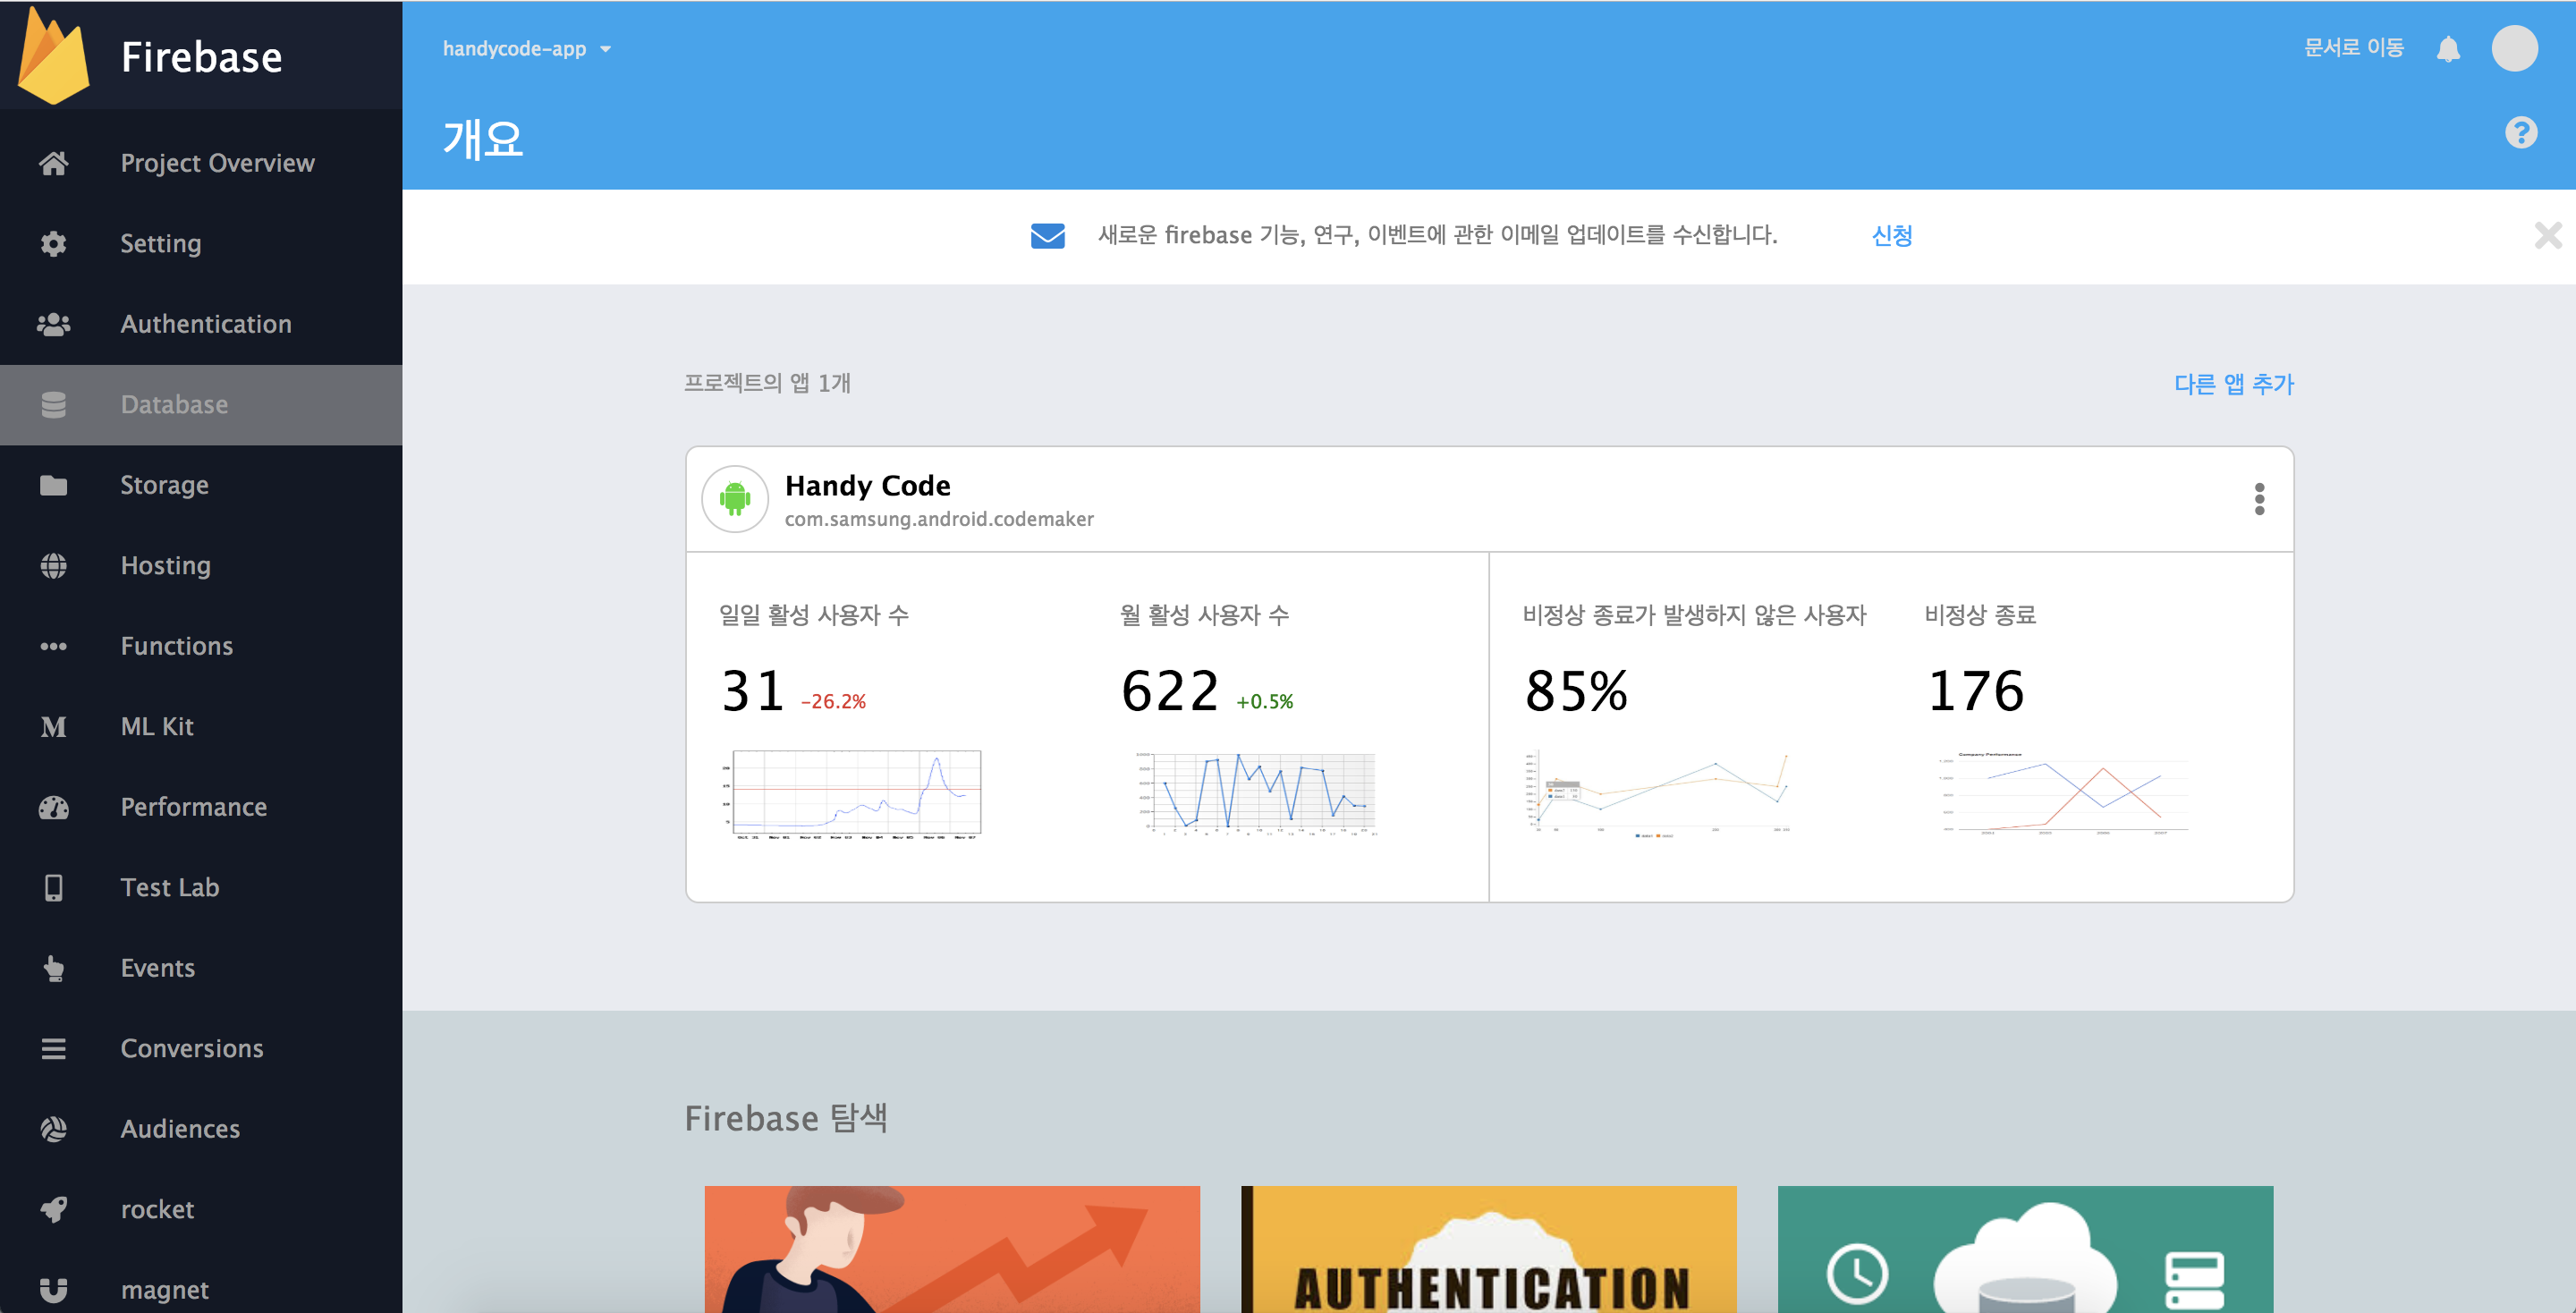 Firebase
Project Overview
Setting
Authentication
Database
Storage
Hosting
Functions
ML Kit
Performance
Test Lab
Events
Conversions
Audiences
rocket
magnet
handycode-app
문서로 이동
개요
새로운 firebase 기능, 연구, 이벤트에 관한 이메일 업데이트를 수신합니다.
신청
프로젝트의 앱 1개
다른 앱 추가
Handy Code
com.samsung.android.codemaker
일일 활성 사용자 수
31 -26.2%
월 활성 사용자 수
622 +0.5%
비정상 종료가 발생하지 않은 사용자
85%
비정상 종료
176
Company Performance
Firebase 탐색
AUTHENTICATION